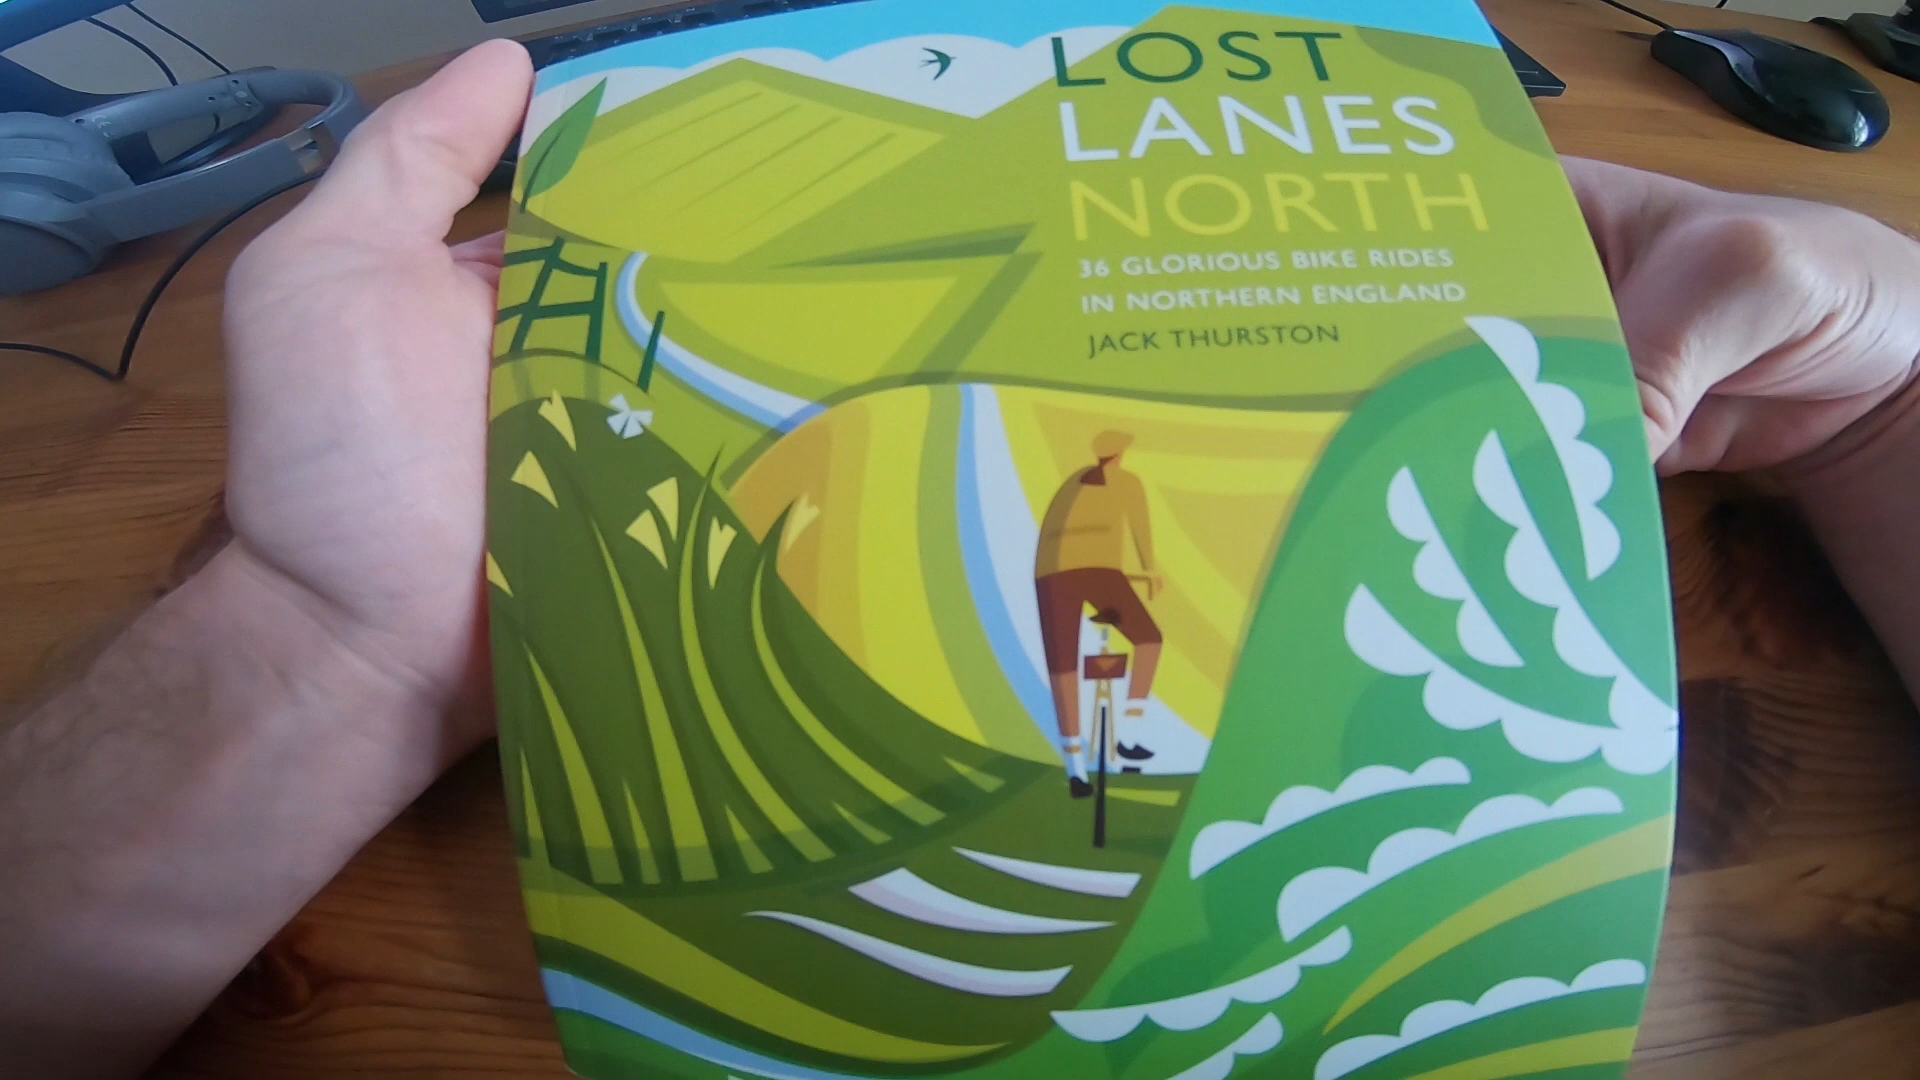 LOST
LANES
NORTH
36 GLORIOUS BIKE RIDES
IN NORTHERN ENGLAND
JACK THURSTON